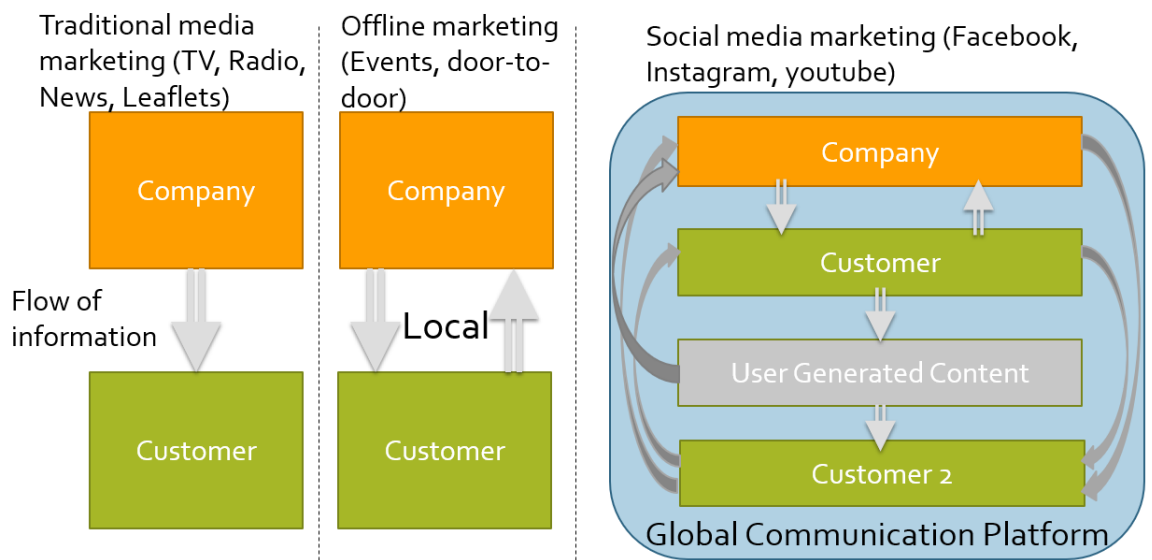 Traditional media
marketing (TV, Radio,
News, Leaflets)
Company
Flow of
information
Customer
Offline marketing
(Events, door-to-
door)
Company
Local
Customer
Social media marketing (Facebook,
Instagram, youtube)
Company
Customer
User Generated Content
Customer 2
Global Communication Platform